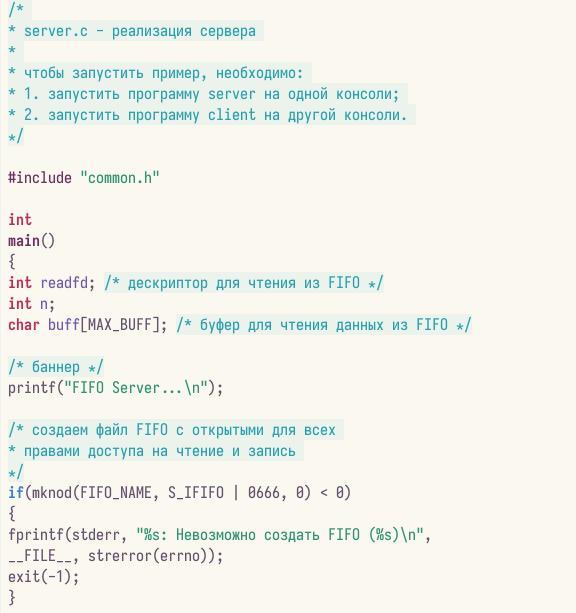 /*
* server.c - реализация сервера
*
* чтобы запустить пример, необходимо:
* 1. запустить программу server на одной консоли;
* 2. запустить программу client на другой консоли.
*/
#include "common.h"
int
main()
{
int readfd; /* дескриптор для чтения из FIFO */
int n;
char buff[MAX_BUFF]; /* буфер для чтения данных из FIFO */
/* баннер */
printf("FIFO Server...\n");
/* создаем файл FIFO с открытыми для всех
* правами доступа на чтение и запись
*/
if(mknod(FIFO_NAME, S_IFIFO | 0666, 0) < 0)
{
fprintf(stderr, "%s: Невозможно создать FIFO (%s)\n",
__FILE__, strerror(errno));
exit(-1);
}